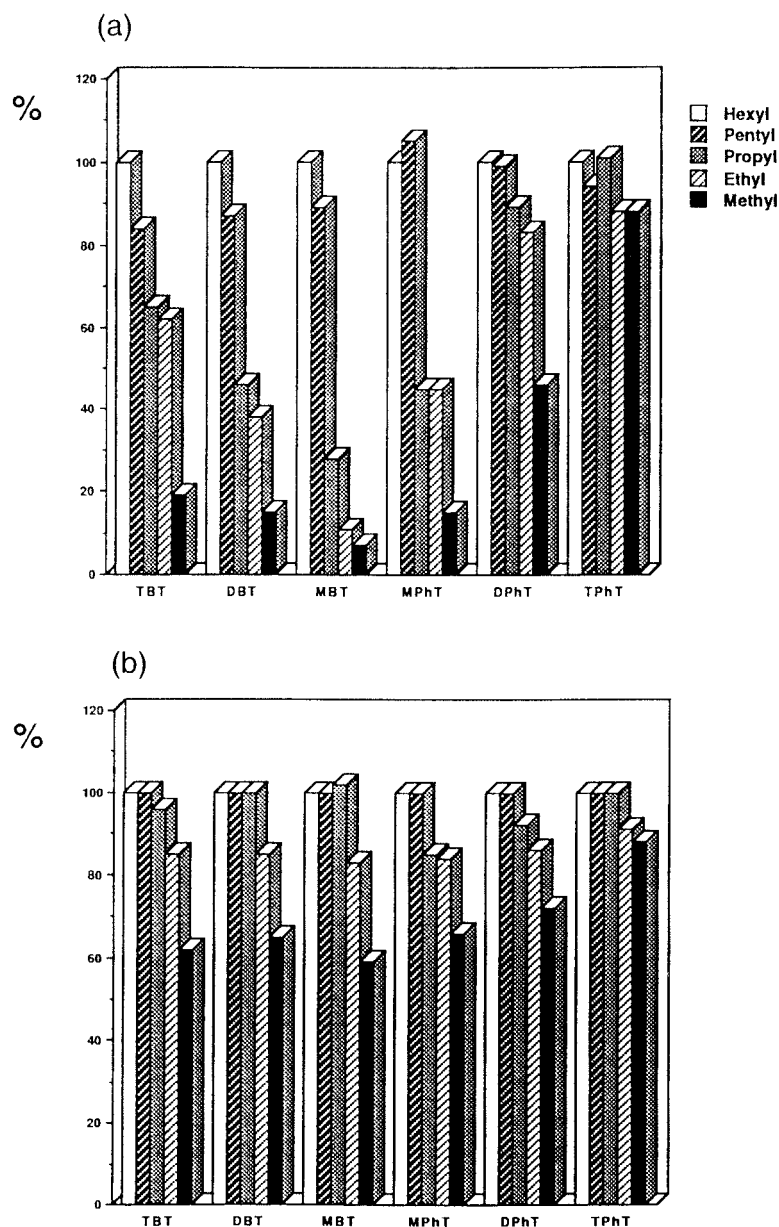 (a)
%
120
100
80
60
40
20
0
TBT DBT MBT MPhT DPhT TPhT
Hexyl
Pentyl
Propyl
Ethyl
Methyl
(b)
%
120
100
80
60
40
20
0
TBT DBT MBT MPhT DPhT TPhT